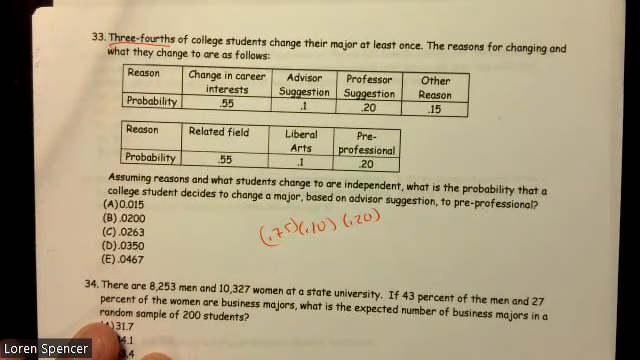 33. Three-fourths of college students change their major at least once. The reasons for changing and
what they change to are as follows:
Reason Change in career interests Advisor Suggestion Professor Suggestion Other Reason
Probability .55 .1 .20 .15
Reason Related field Liberal Arts Pre-professional
Probability .55 .1 .20
Assuming reasons and what students change to are independent, what is the probability that a
college student decides to change a major, based on advisor suggestion, to pre-professional?
(A)0.015
(B).0200
(C).0263
(D).0350
(E).0467
(.75)(.10)(.20)
34. There are 8,253 men and 10,327 women at a state university. If 43 percent of the men and 27
percent of the women are business majors, what is the expected number of business majors in a
random sample of 200 students?
(A)31.7
4.1
3.4
Loren Spencer